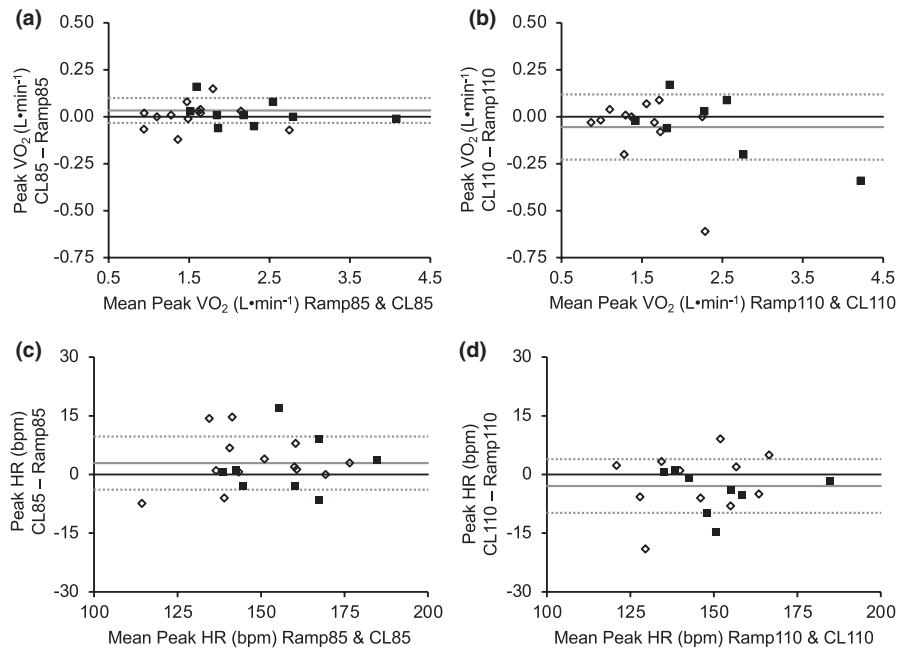 (a)
0.50
0.25
0.00
-0.25
-0.50
-0.75
Peak VO₂ (L•min⁻¹)
CL85 – Ramp85
0.5 1.5 2.5 3.5 4.5
Mean Peak VO₂ (L•min⁻¹) Ramp85 & CL85
(b)
0.50
0.25
0.00
-0.25
-0.50
-0.75
Peak VO₂ (L•min⁻¹)
CL110 – Ramp110
0.5 1.5 2.5 3.5 4.5
Mean Peak VO₂ (L•min⁻¹) Ramp110 & CL110
(c)
30
15
0
-15
-30
Peak HR (bpm)
CL85 – Ramp85
100 125 150 175 200
Mean Peak HR (bpm) Ramp85 & CL85
(d)
30
15
0
-15
-30
Peak HR (bpm)
CL110 – Ramp110
100 125 150 175 200
Mean Peak HR (bpm) Ramp110 & CL110